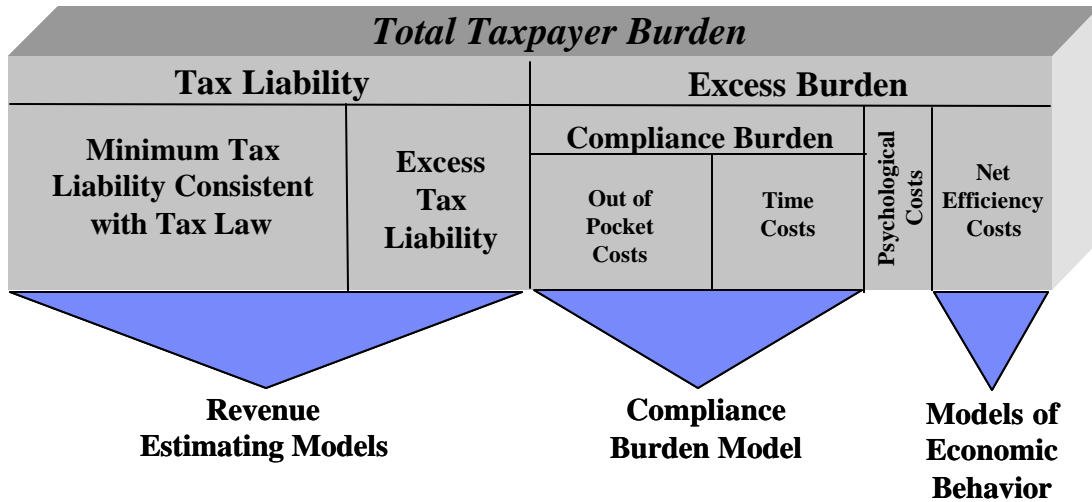 Total Taxpayer Burden
Tax Liability
Excess Burden
Minimum Tax
Liability Consistent
with Tax Law
Excess
Tax
Liability
Compliance Burden
Out of
Pocket
Costs
Time
Costs
Psychological
Costs
Net
Efficiency
Costs
Revenue
Estimating Models
Compliance
Burden Model
Models of
Economic
Behavior